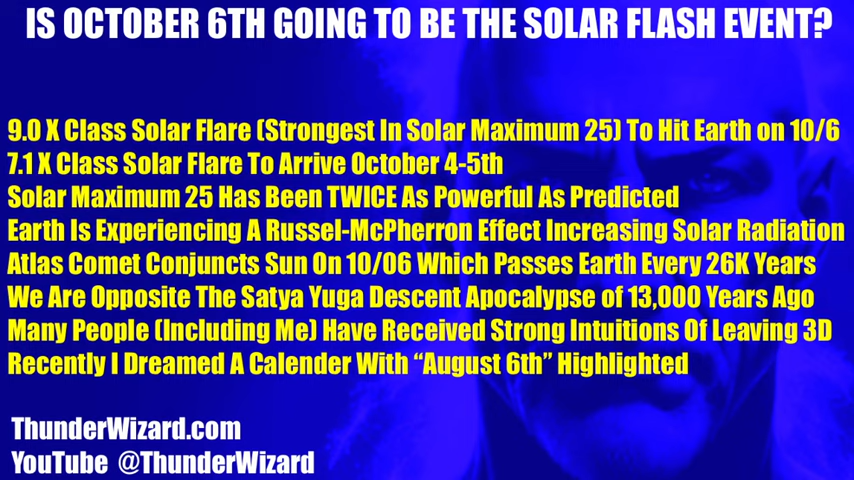 IS OCTOBER 6TH GOING TO BE THE SOLAR FLASH EVENT?
9.0 X Class Solar Flare (Strongest In Solar Maximum 25) To Hit Earth on 10/6
7.1 X Class Solar Flare To Arrive October 4-5th
Solar Maximum 25 Has Been TWICE As Powerful As Predicted
Earth Is Experiencing A Russel-McPherron Effect Increasing Solar Radiation
Atlas Comet Conjuncts Sun On 10/06 Which Passes Earth Every 26K Years
We Are Opposite The Satya Yuga Descent Apocalypse of 13,000 Years Ago
Many People (Including Me) Have Received Strong Intuitions Of Leaving 3D
Recently I Dreamed A Calender With “August 6th” Highlighted
ThunderWizard.com
YouTube @ThunderWizard